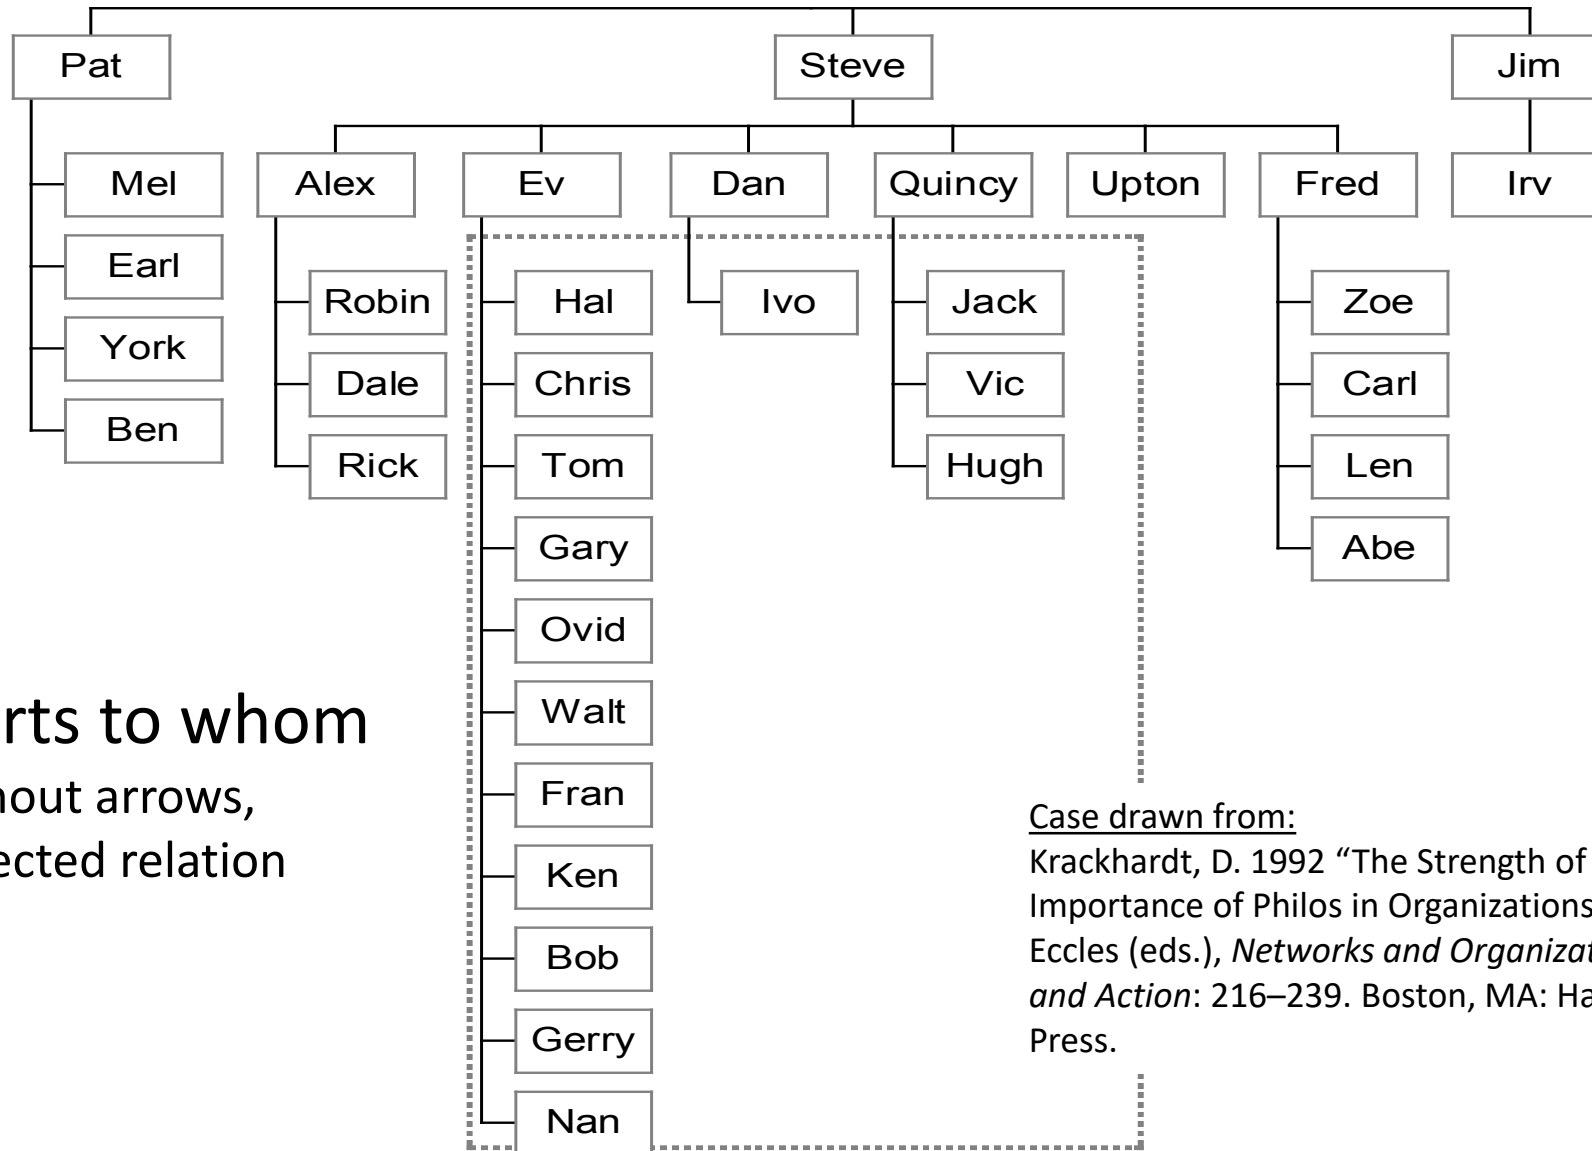 Pat
Steve
Jim
Mel
Alex
Ev
Dan
Quincy
Upton
Fred
Irv
Earl
York
Ben
Robin
Dale
Rick
Hal
Chris
Tom
Gary
Ovid
Walt
Fran
Ken
Bob
Gerry
Nan
Ivo
Jack
Vic
Hugh
Zoe
Carl
Len
Abe
rts to whom
hout arrows,
ected relation
Case drawn from:
Krackhardt, D. 1992 “The Strength of
Importance of Philos in Organizations
Eccles (eds.), Networks and Organizat
and Action: 216–239. Boston, MA: Ha
Press.